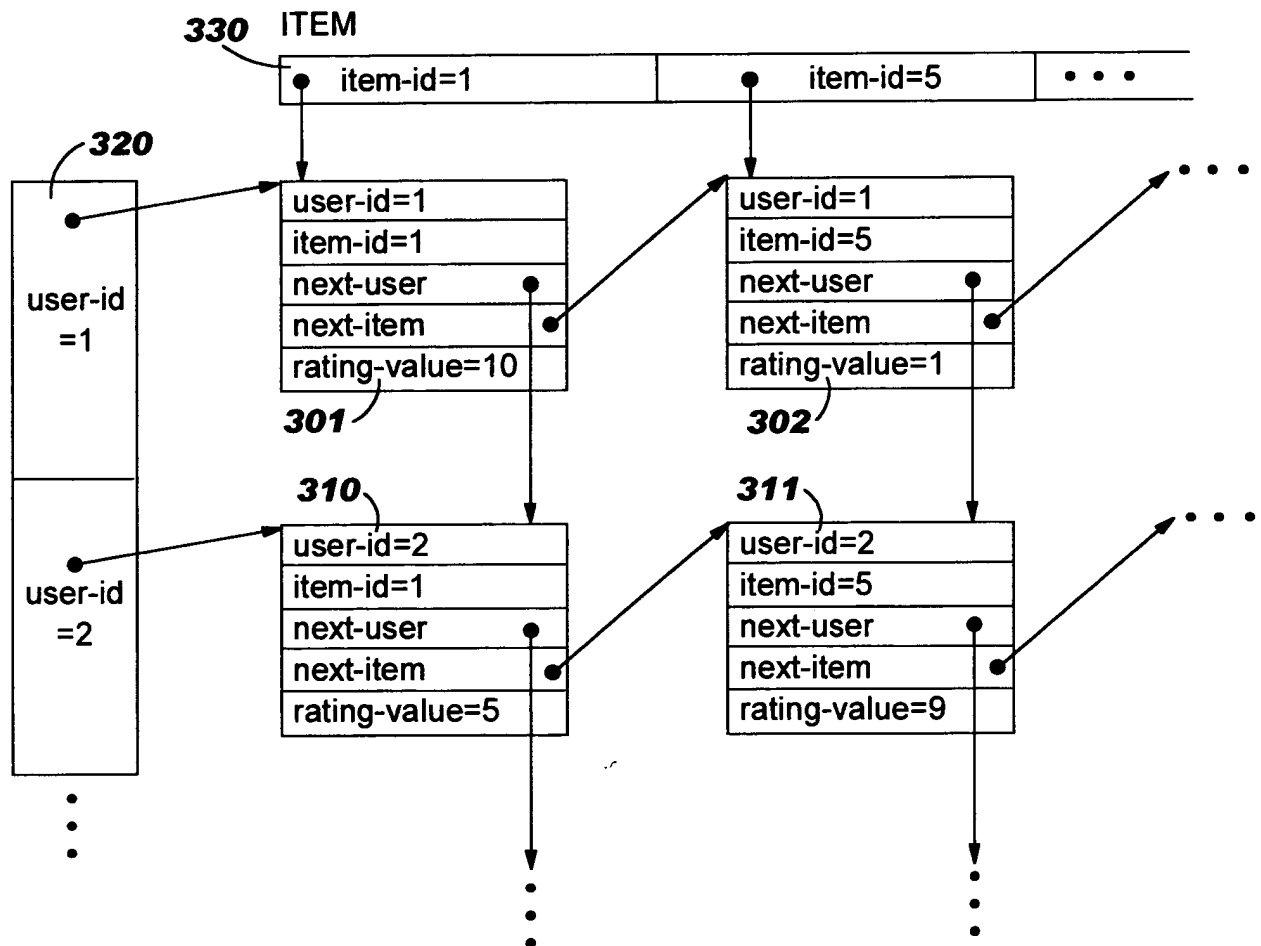 ITEM
330
item-id=1
item-id=5
320
user-id
=1
user-id=1
item-id=1
next-user
next-item
rating-value=10
301
user-id=1
item-id=5
next-user
next-item
rating-value=1
302
user-id
=2
310
user-id=2
item-id=1
next-user
next-item
rating-value=5
311
user-id=2
item-id=5
next-user
next-item
rating-value=9